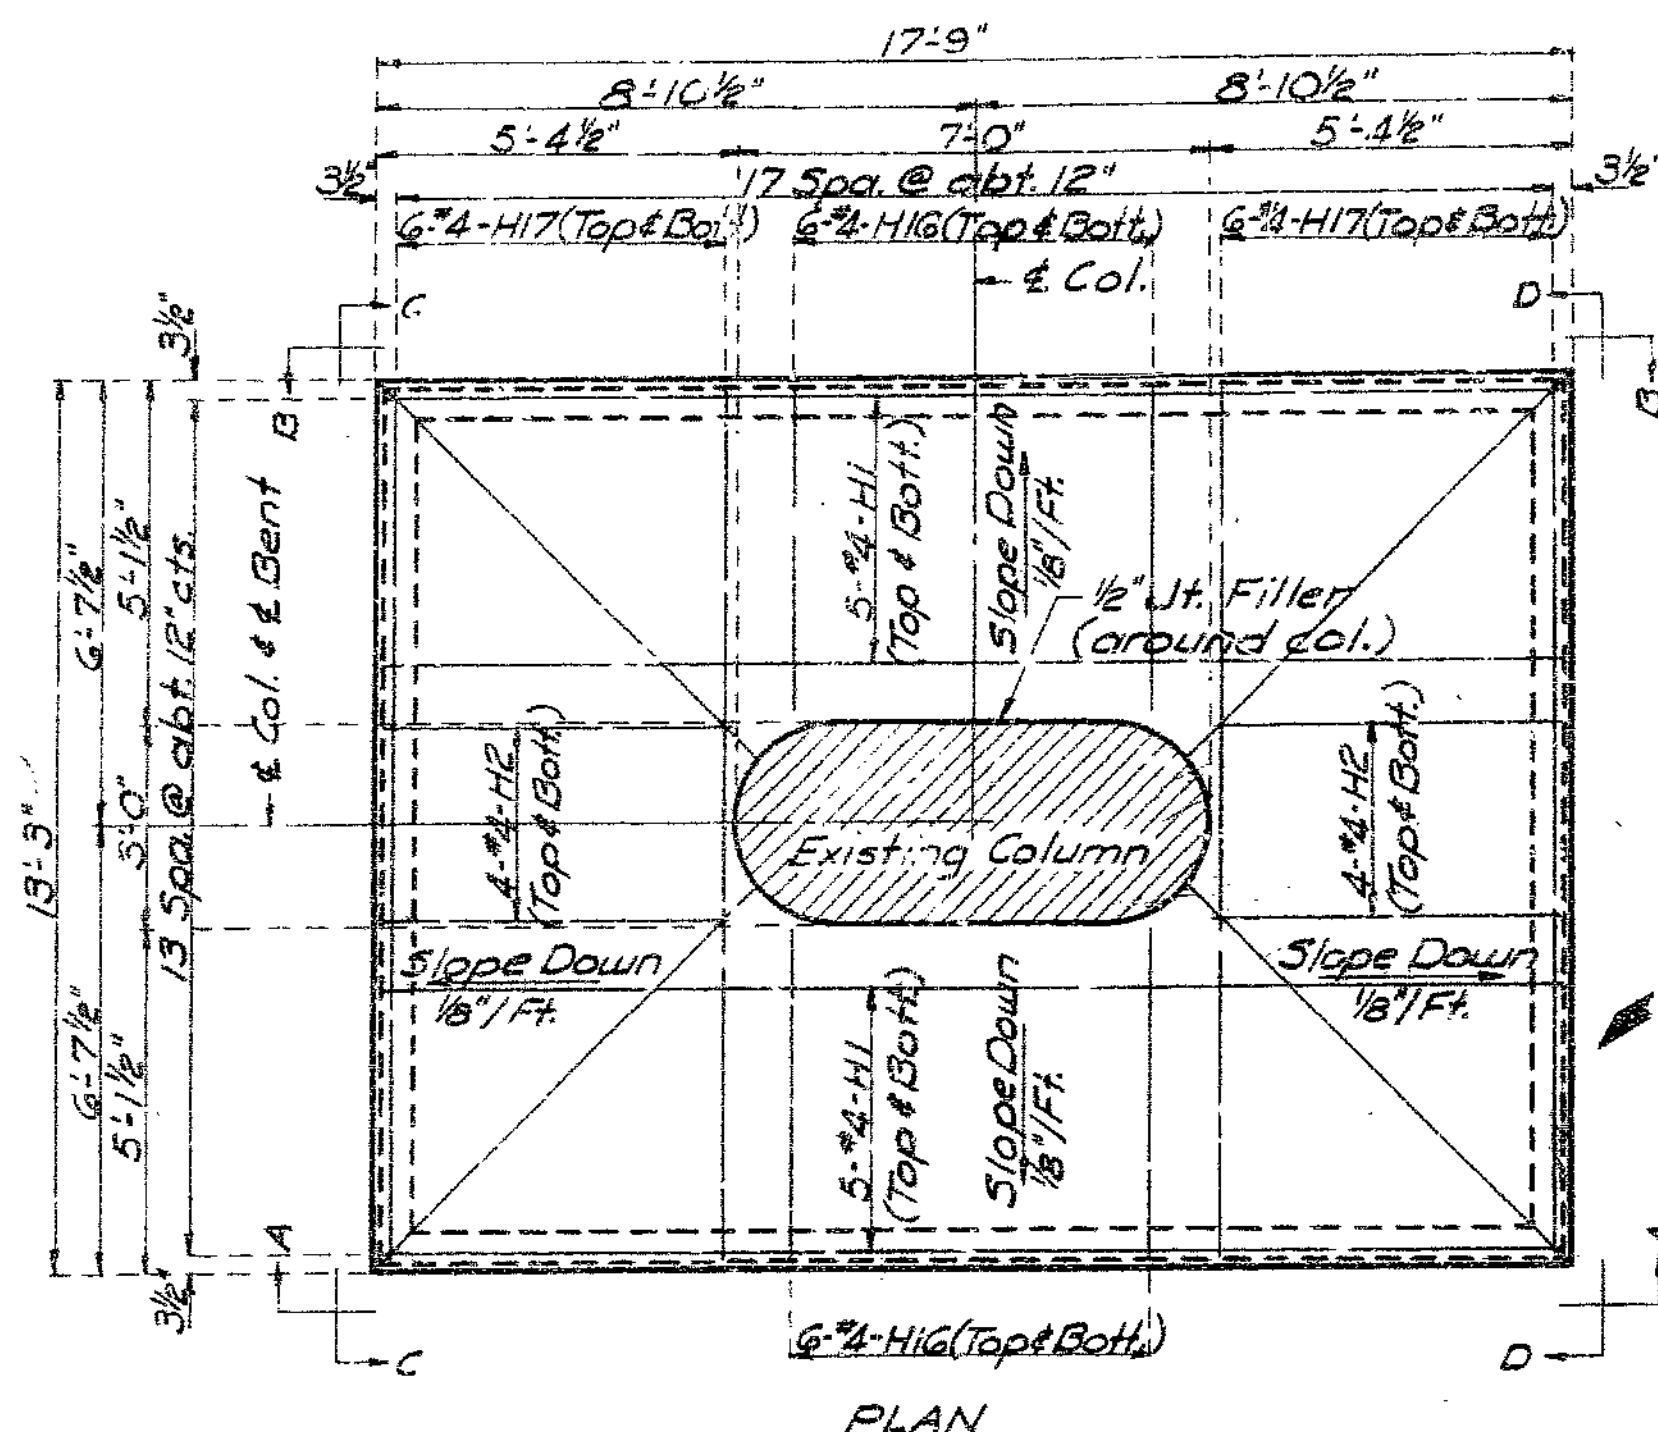 17'-9"
8'-10½" 8'-10½"
5'-4½" 7'-0" 5'-4½"
3½" 17 Spa. @ abt. 12" 3½"
6-#4-H17(Top & Bott.) 6-#4-H16(Top & Bott.) 6-#4-H17(Top & Bott.)
℄ Col.
C D
B B
3½"
13'-3"
6'-7½"
6'-7½"
5'-1½"
5'-0"
5'-1½"
13 Spa. @ abt. 12" cts.
3½"
℄ Col. & ℄ Bent
5-#4-H1
(Top & Bott.)
Slope Down
⅛"/Ft.
½" Jt. Filler
(around col.)
4-#4-H2
(Top & Bott.)
Existing Column
4-#4-H2
(Top & Bott.)
Slope Down
⅛"/Ft.
Slope Down
⅛"/Ft.
5-#4-H1
(Top & Bott.)
Slope Down
⅛"/Ft.
A
C D
6-#4-H16(Top & Bott.)
PLAN